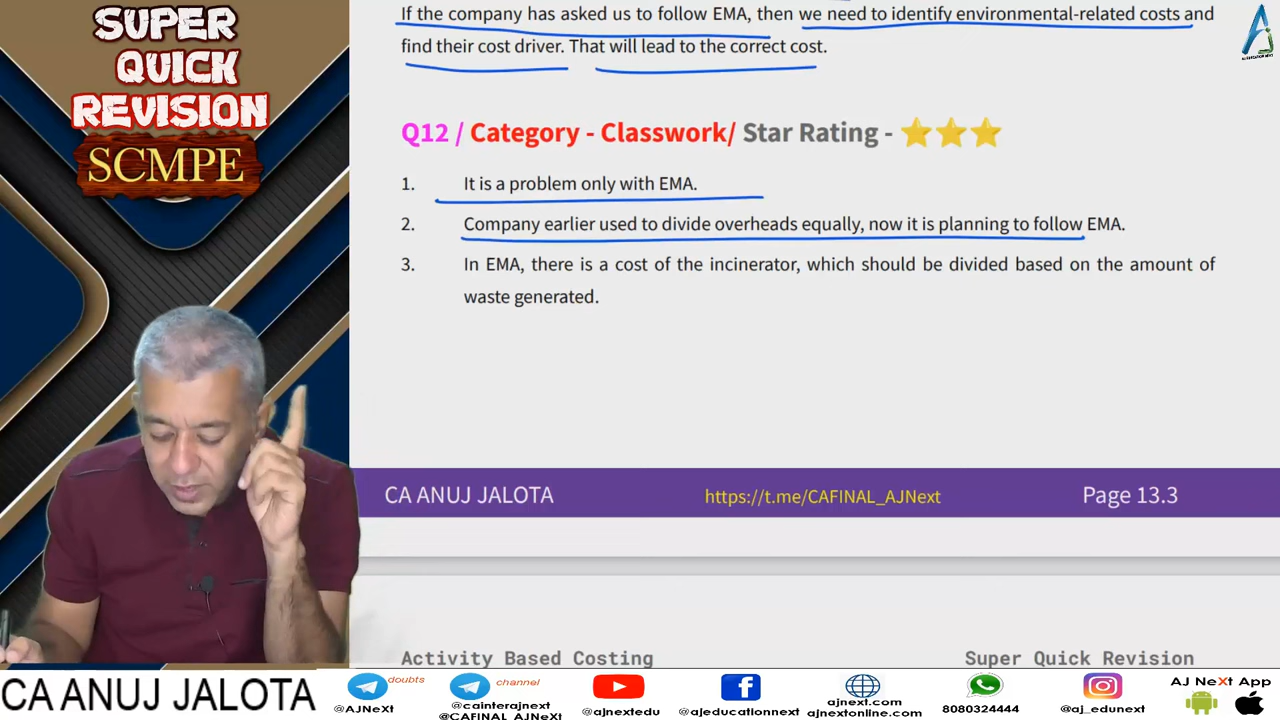 SUPER
QUICK
REVISION
SCMPE
If the company has asked us to follow EMA, then we need to identify environmental-related costs and
find their cost driver. That will lead to the correct cost.
Q12 / Category - Classwork/ Star Rating - ⭐⭐⭐
1. It is a problem only with EMA.
2. Company earlier used to divide overheads equally, now it is planning to follow EMA.
3. In EMA, there is a cost of the incinerator, which should be divided based on the amount of
waste generated.
CA ANUJ JALOTA https://t.me/CAFINAL_AJNext Page 13.3
Activity Based Costing Super Quick Revision
CA ANUJ JALOTA
doubts
@AJNeXt
channel
@cainterajnext
@CAFINAL_AJNeXt
@ajnextedu
@ajeducationnext
ajnext.com
ajnextonline.com
8080324444
@aj_edunext
AJ NeXt App